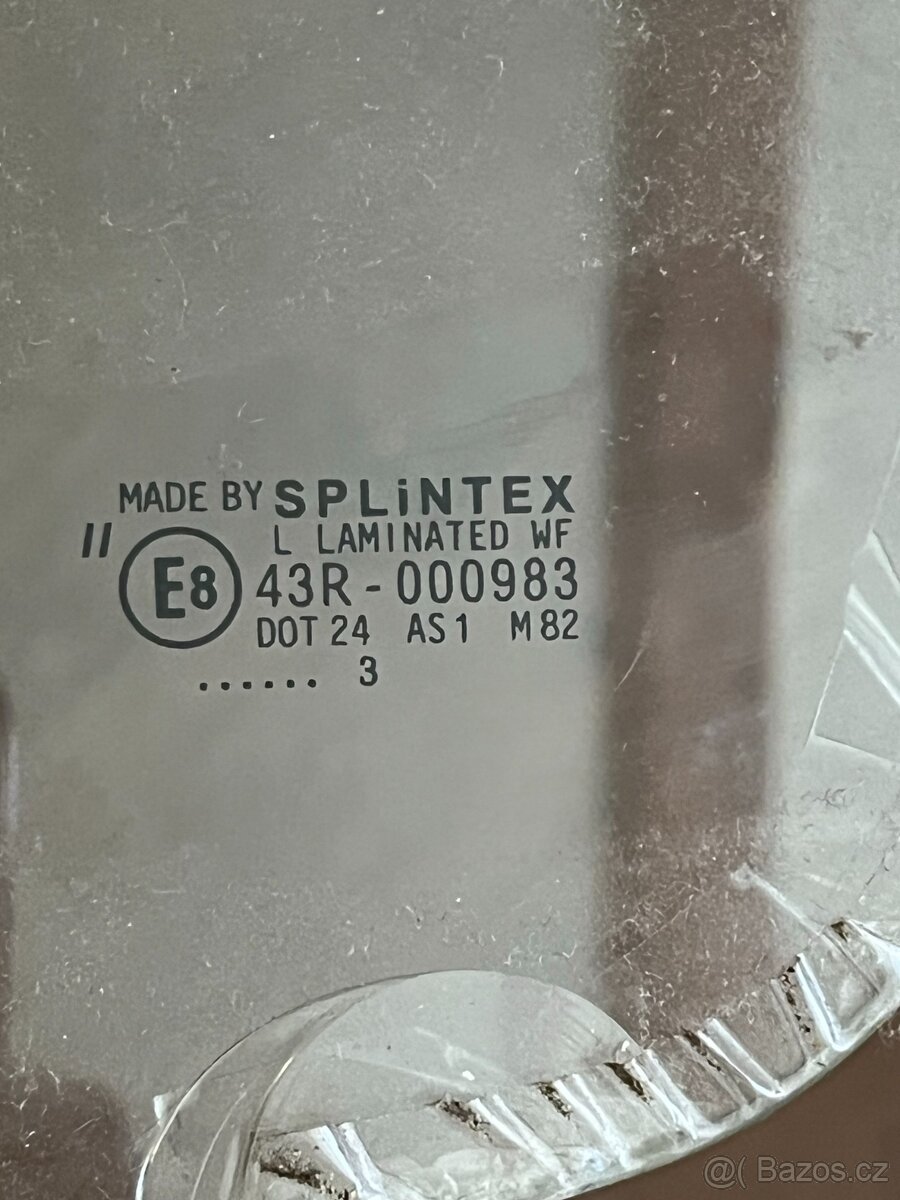 MADE BY SPLiNTEX
L LAMINATED WF
II
E8 43R-000983
DOT 24 AS1 M82
...... 3
@( Bazos.cz